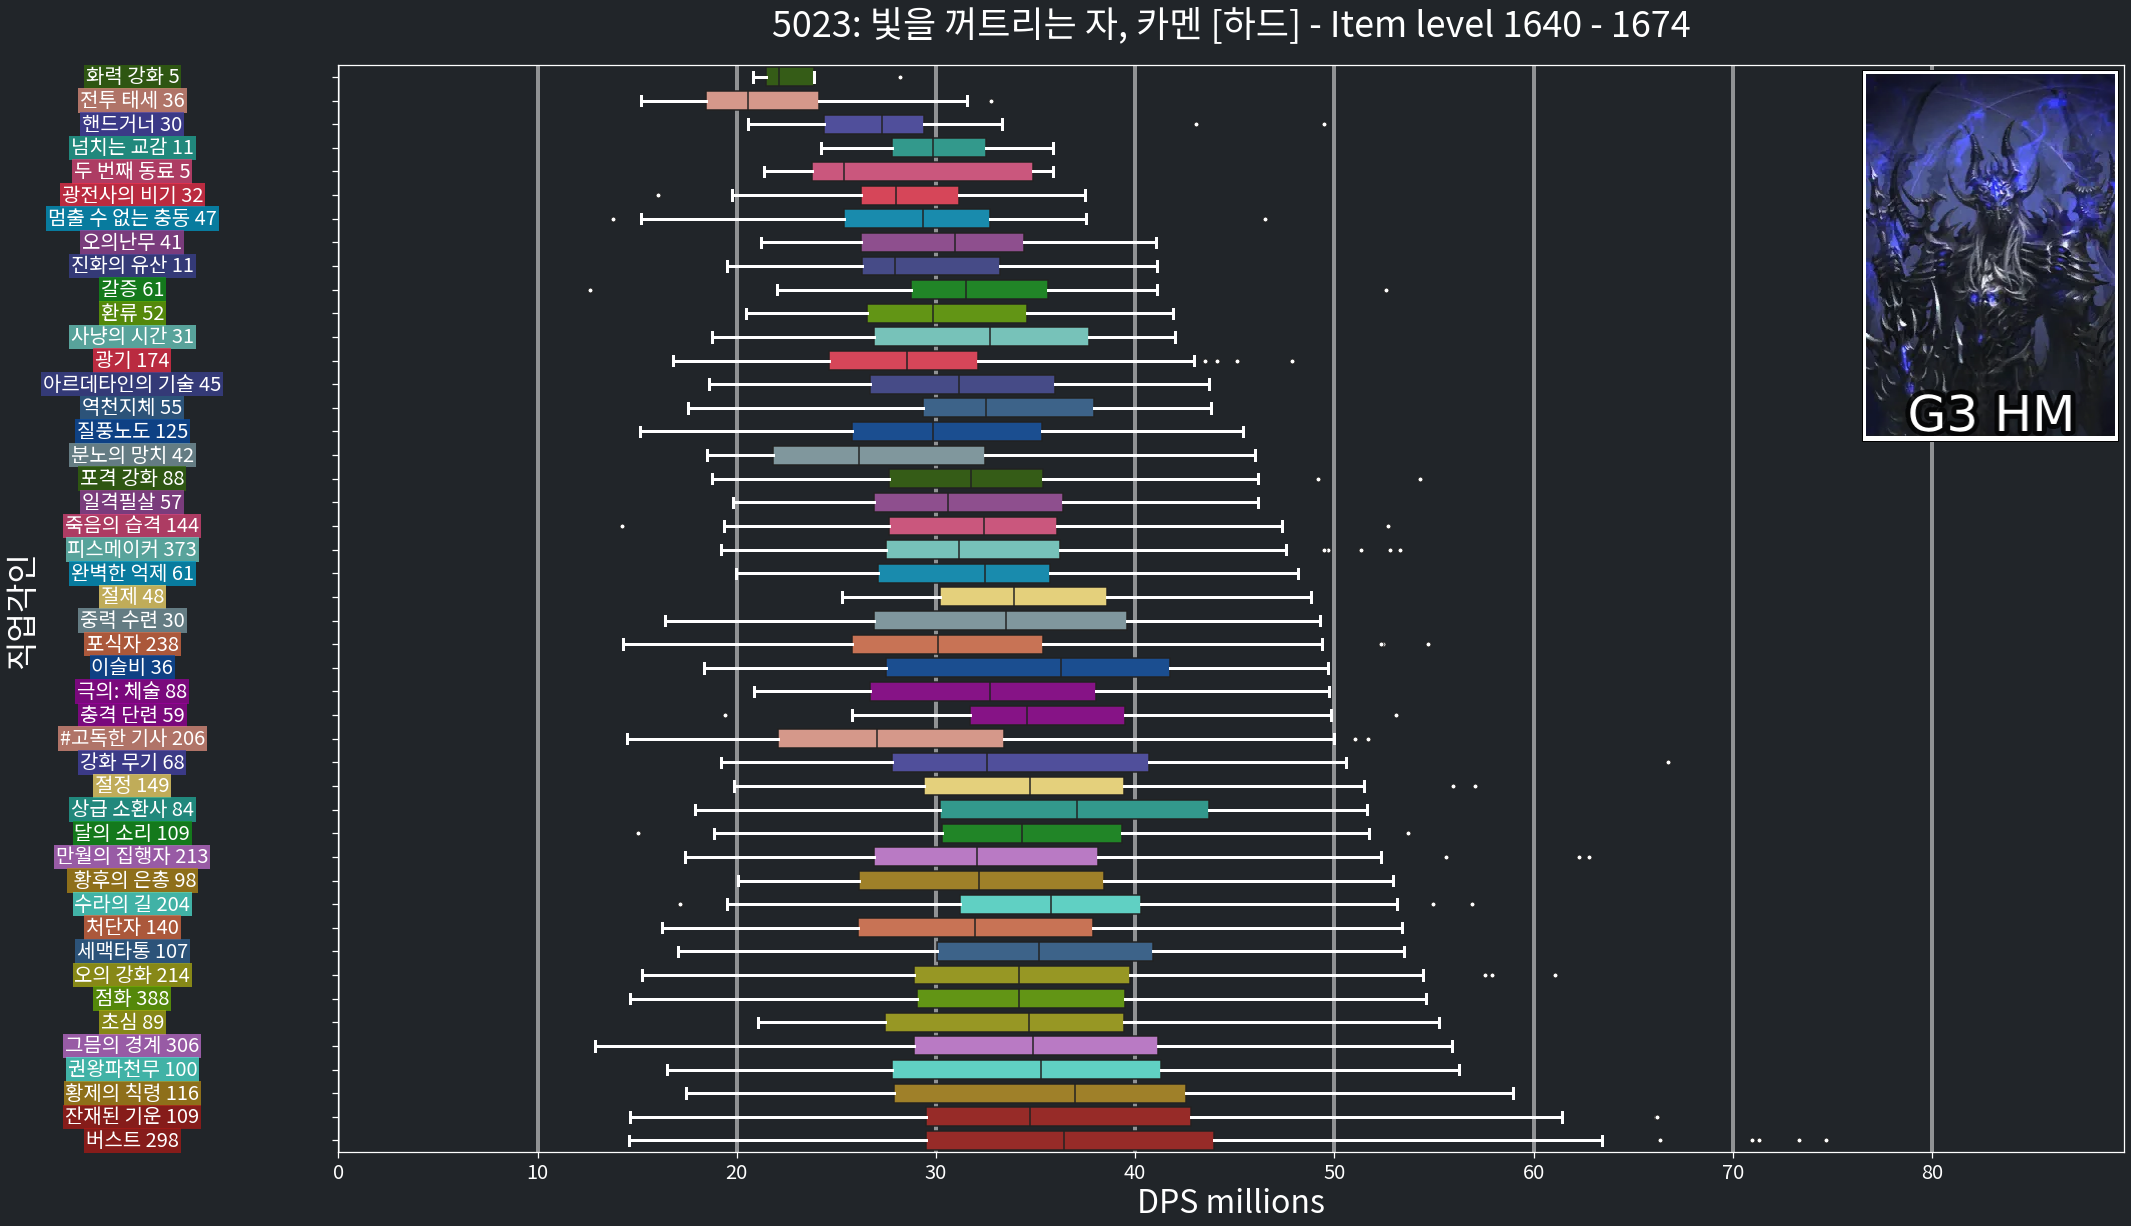 5023: 빛을 꺼트리는 자, 카멘 [하드] - Item level 1640 - 1674
화력 강화 5
전투 태세 36
핸드거너 30
넘치는 교감 11
두 번째 동료 5
광전사의 비기 32
멈출 수 없는 충동 47
오의난무 41
진화의 유산 11
갈증 61
환류 52
사냥의 시간 31
광기 174
아르데타인의 기술 45
역천지체 55
질풍노도 125
분노의 망치 42
포격 강화 88
일격필살 57
죽음의 습격 144
피스메이커 373
완벽한 억제 61
절제 48
중력 수련 30
포식자 238
이슬비 36
극의: 체술 88
충격 단련 59
#고독한 기사 206
강화 무기 68
절정 149
상급 소환사 84
달의 소리 109
만월의 집행자 213
황후의 은총 98
수라의 길 204
처단자 140
세맥타통 107
오의 강화 214
점화 388
초심 89
그믐의 경계 306
권왕파천무 100
황제의 칙령 116
잔재된 기운 109
버스트 298
직업각인
G3 HM
0 10 20 30 40 50 60 70 80
DPS millions